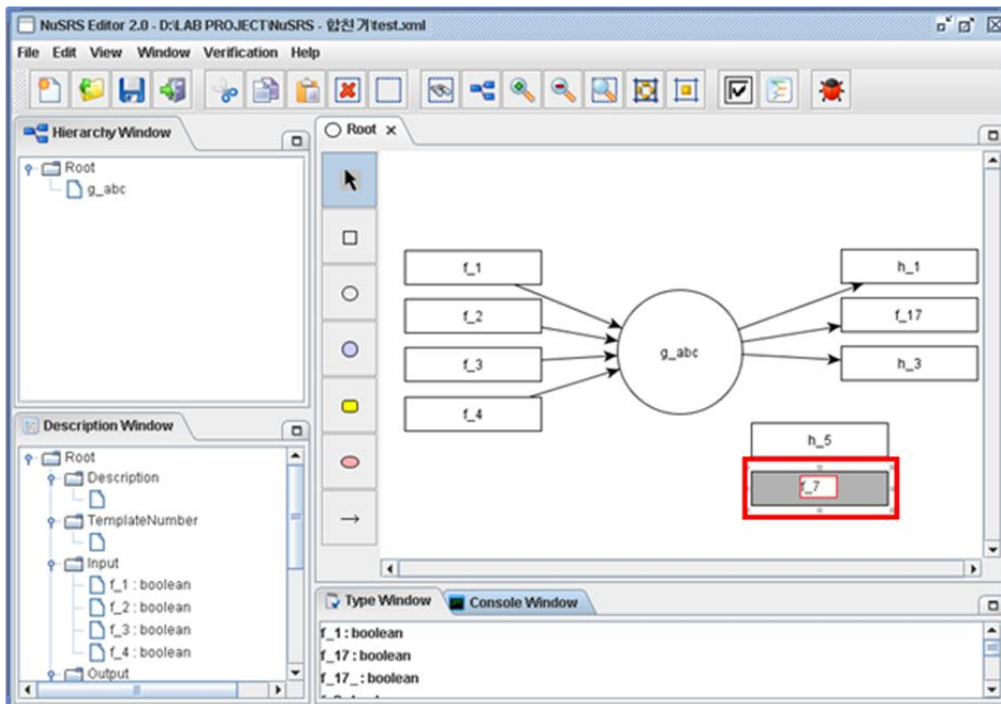 NuSRS Editor 2.0 - D:\LAB PROJECT\NuSRS - 합친거\test.xml
File Edit View Window Verification Help
Hierarchy Window
Root
g_abc
Root
f_1
f_2
f_3
f_4
g_abc
h_1
f_17
h_3
h_5
f_7
Description Window
Root
Description
TemplateNumber
Input
f_1 : boolean
f_2 : boolean
f_3 : boolean
f_4 : boolean
Output
Type Window
Console Window
f_1 : boolean
f_17 : boolean
f_17_ : boolean